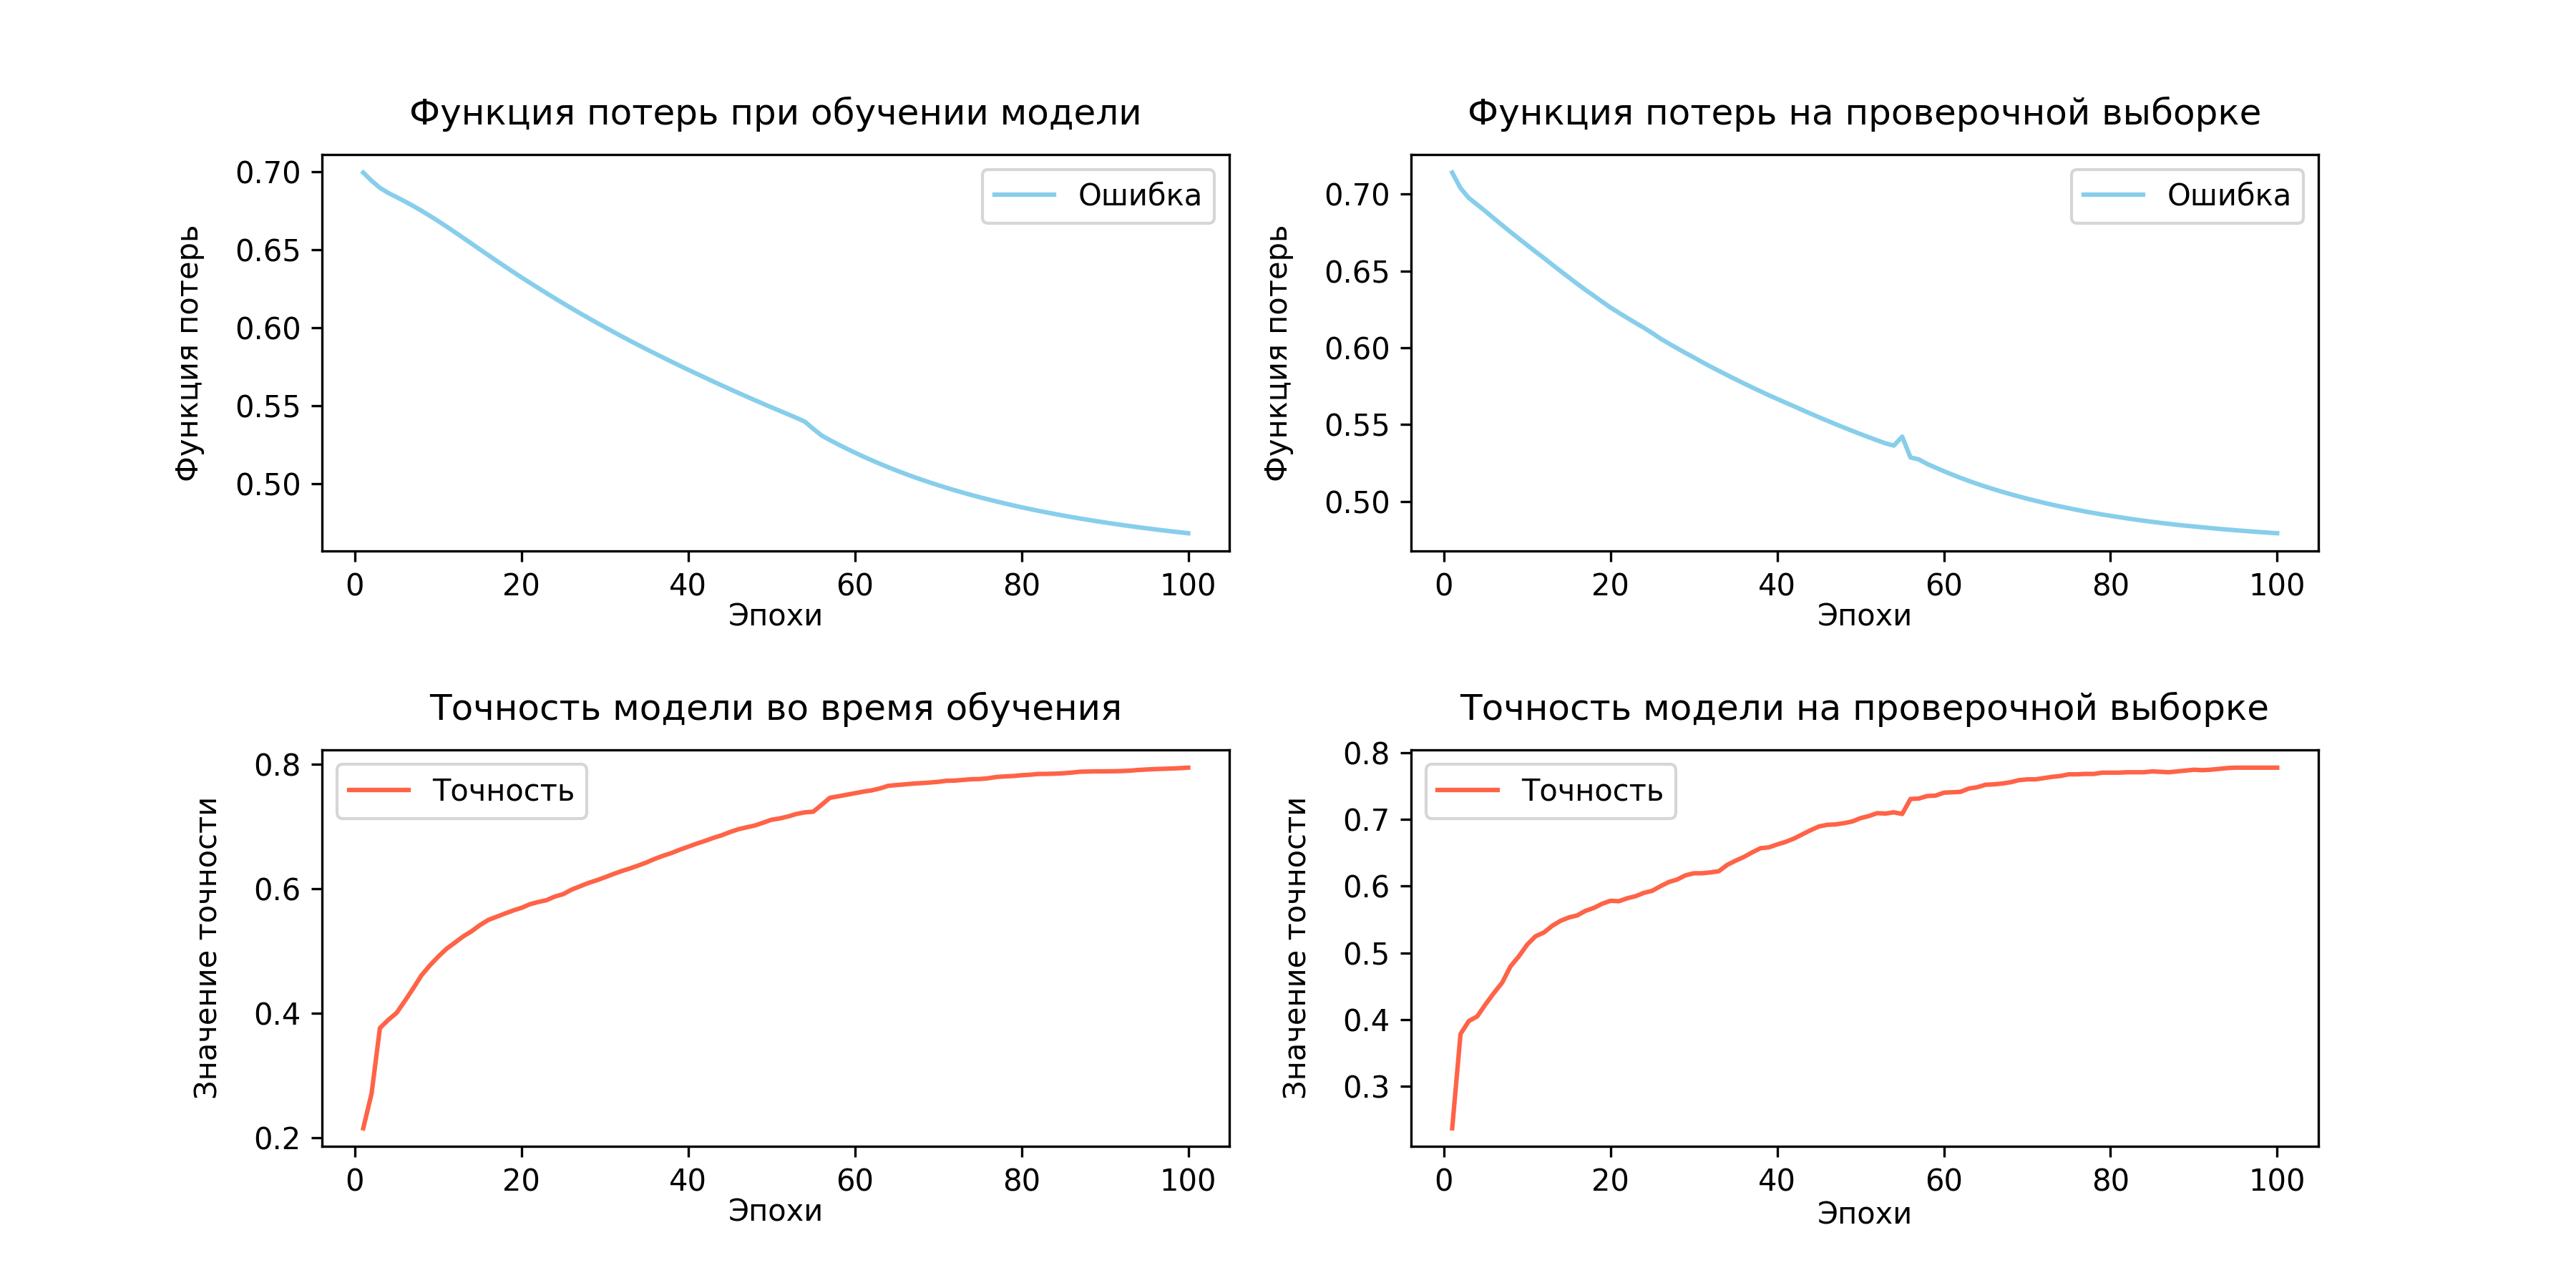 Функция потерь при обучении модели
Функция потерь
0.70
0.65
0.60
0.55
0.50
Ошибка
0 20 40 60 80 100
Эпохи
Функция потерь на проверочной выборке
Функция потерь
0.70
0.65
0.60
0.55
0.50
Ошибка
0 20 40 60 80 100
Эпохи
Точность модели во время обучения
Значение точности
0.8
0.6
0.4
0.2
Точность
0 20 40 60 80 100
Эпохи
Точность модели на проверочной выборке
Значение точности
0.8
0.7
0.6
0.5
0.4
0.3
Точность
0 20 40 60 80 100
Эпохи